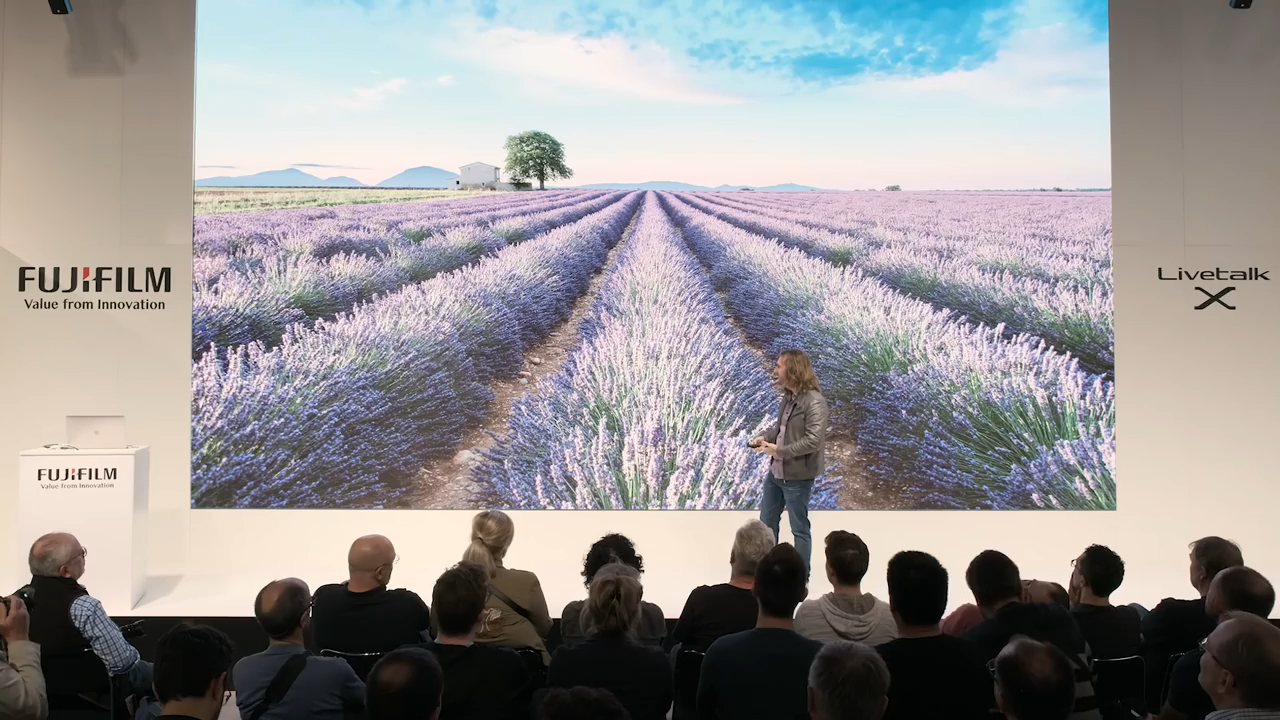 FUJIFILM
Value from Innovation
Livetalk
X
FUJIFILM
Value from Innovation